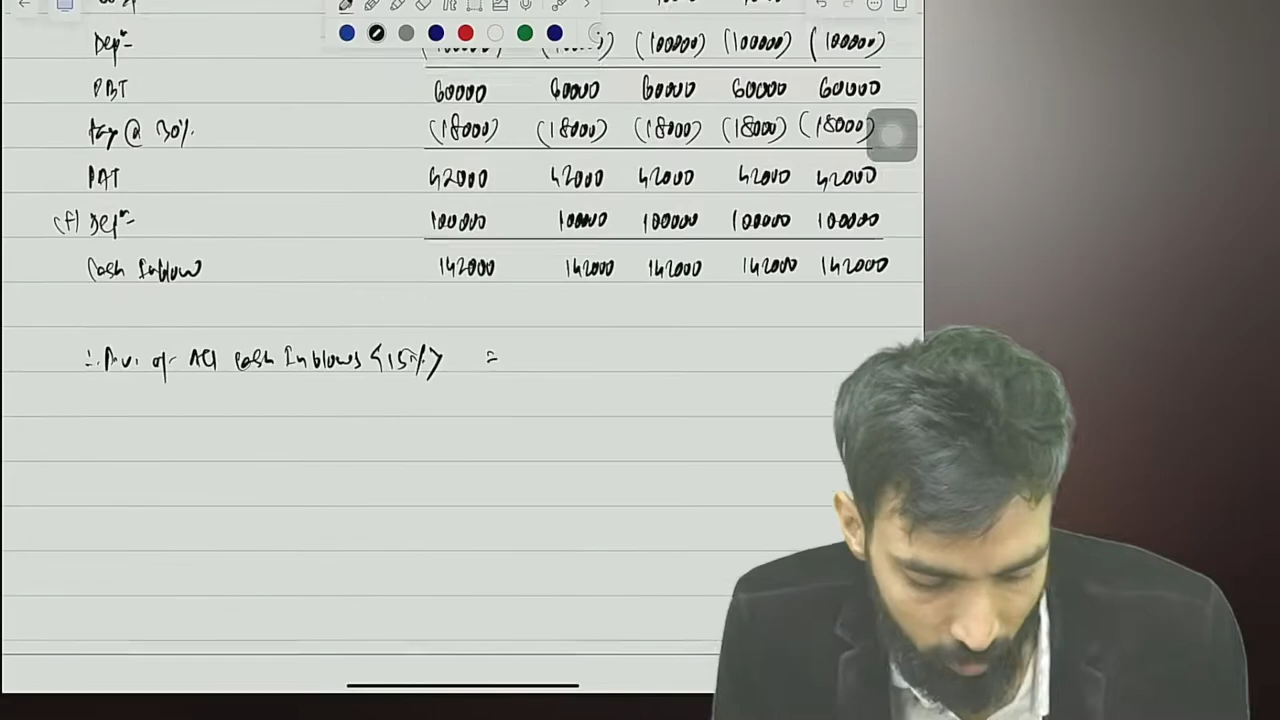 Depn- (100000) (100000) (100000) (100000)
PBT 60000 60000 60000 60000 60000
Tax @ 30% (18000) (18000) (18000) (18000) (18000)
PAT 42000 42000 42000 42000 42000
(+) Depn- 100000 100000 100000 100000 100000
Cash Inflow 142000 142000 142000 142000 142000
∴ P.v. of All Cash Inflows {15%} =